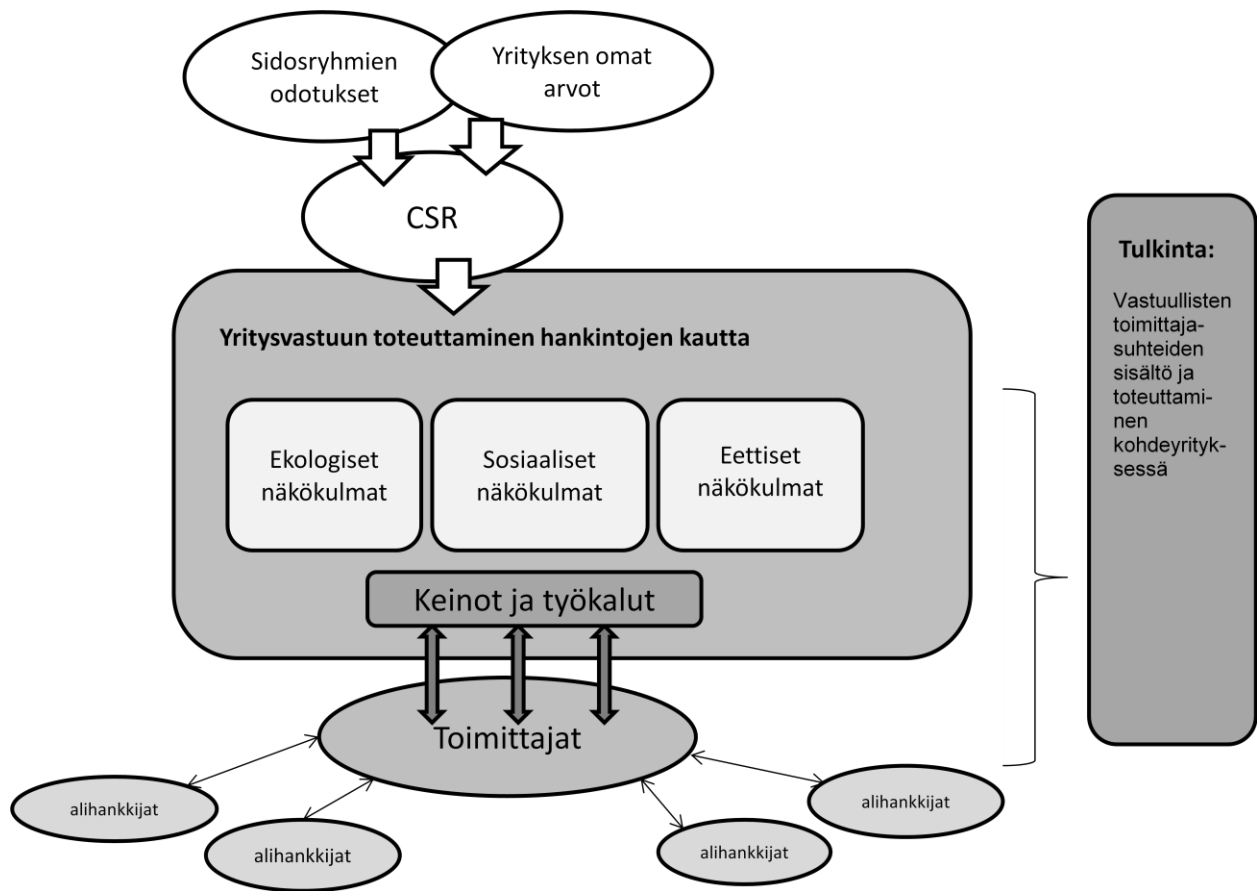 Sidosryhmien
odotukset
Yrityksen omat
arvot
CSR
Yritysvastuun toteuttaminen hankintojen kautta
Ekologiset
näkökulmat
Sosiaaliset
näkökulmat
Eettiset
näkökulmat
Keinot ja työkalut
Toimittajat
alihankkijat
alihankkijat
alihankkijat
alihankkijat
Tulkinta:
Vastuullisten
toimittaja-
suhteiden
sisältö ja
toteuttami-
nen
kohdeyrityk-
sessä